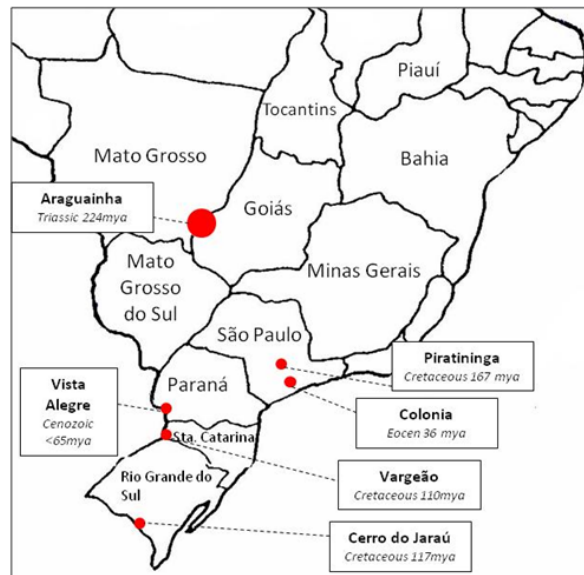 Piauí
Tocantins
Mato Grosso
Bahia
Araguainha
Triassic 224mya
Goiás
Mato
Grosso
do Sul
Minas Gerais
São Paulo
Piratininga
Cretaceous 167 mya
Vista
Alegre
Cenozoic
<65mya
Paraná
Colonia
Eocen 36 mya
Sta. Catarina
Vargeão
Cretaceous 110mya
Rio Grande do
Sul
Cerro do Jaraú
Cretaceous 117mya